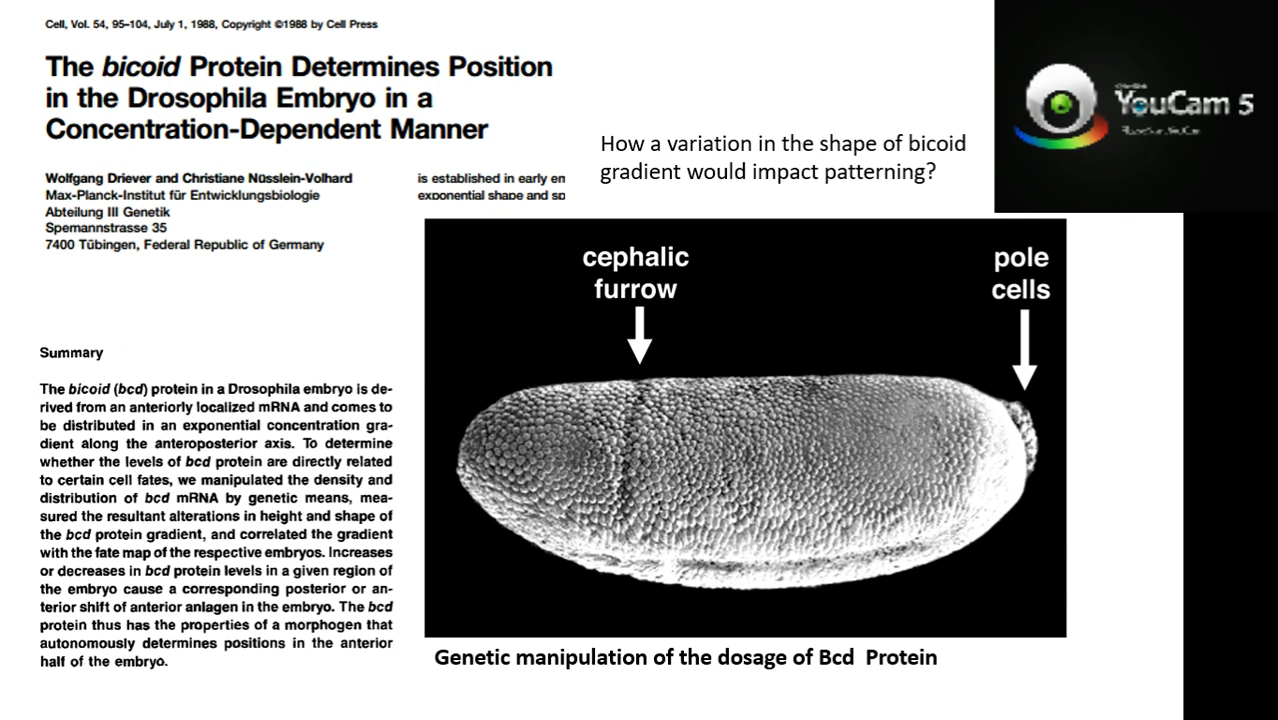 Cell, Vol. 54, 95–104, July 1, 1988, Copyright ©1988 by Cell Press
The bicoid Protein Determines Position
in the Drosophila Embryo in a
Concentration-Dependent Manner
Wolfgang Driever and Christiane Nüsslein-Volhard
Max-Planck-Institut für Entwicklungsbiologie
Abteilung III Genetik
Spemannstrasse 35
7400 Tübingen, Federal Republic of Germany
is established in early em
exponential shape and sp
How a variation in the shape of bicoid
gradient would impact patterning?
YouCam 5
Summary
The bicoid (bcd) protein in a Drosophila embryo is de-
rived from an anteriorly localized mRNA and comes to
be distributed in an exponential concentration gra-
dient along the anteroposterior axis. To determine
whether the levels of bcd protein are directly related
to certain cell fates, we manipulated the density and
distribution of bcd mRNA by genetic means, mea-
sured the resultant alterations in height and shape of
the bcd protein gradient, and correlated the gradient
with the fate map of the respective embryos. Increases
or decreases in bcd protein levels in a given region of
the embryo cause a corresponding posterior or an-
terior shift of anterior anlagen in the embryo. The bcd
protein thus has the properties of a morphogen that
autonomously determines positions in the anterior
half of the embryo.
cephalic
furrow
pole
cells
Genetic manipulation of the dosage of Bcd Protein